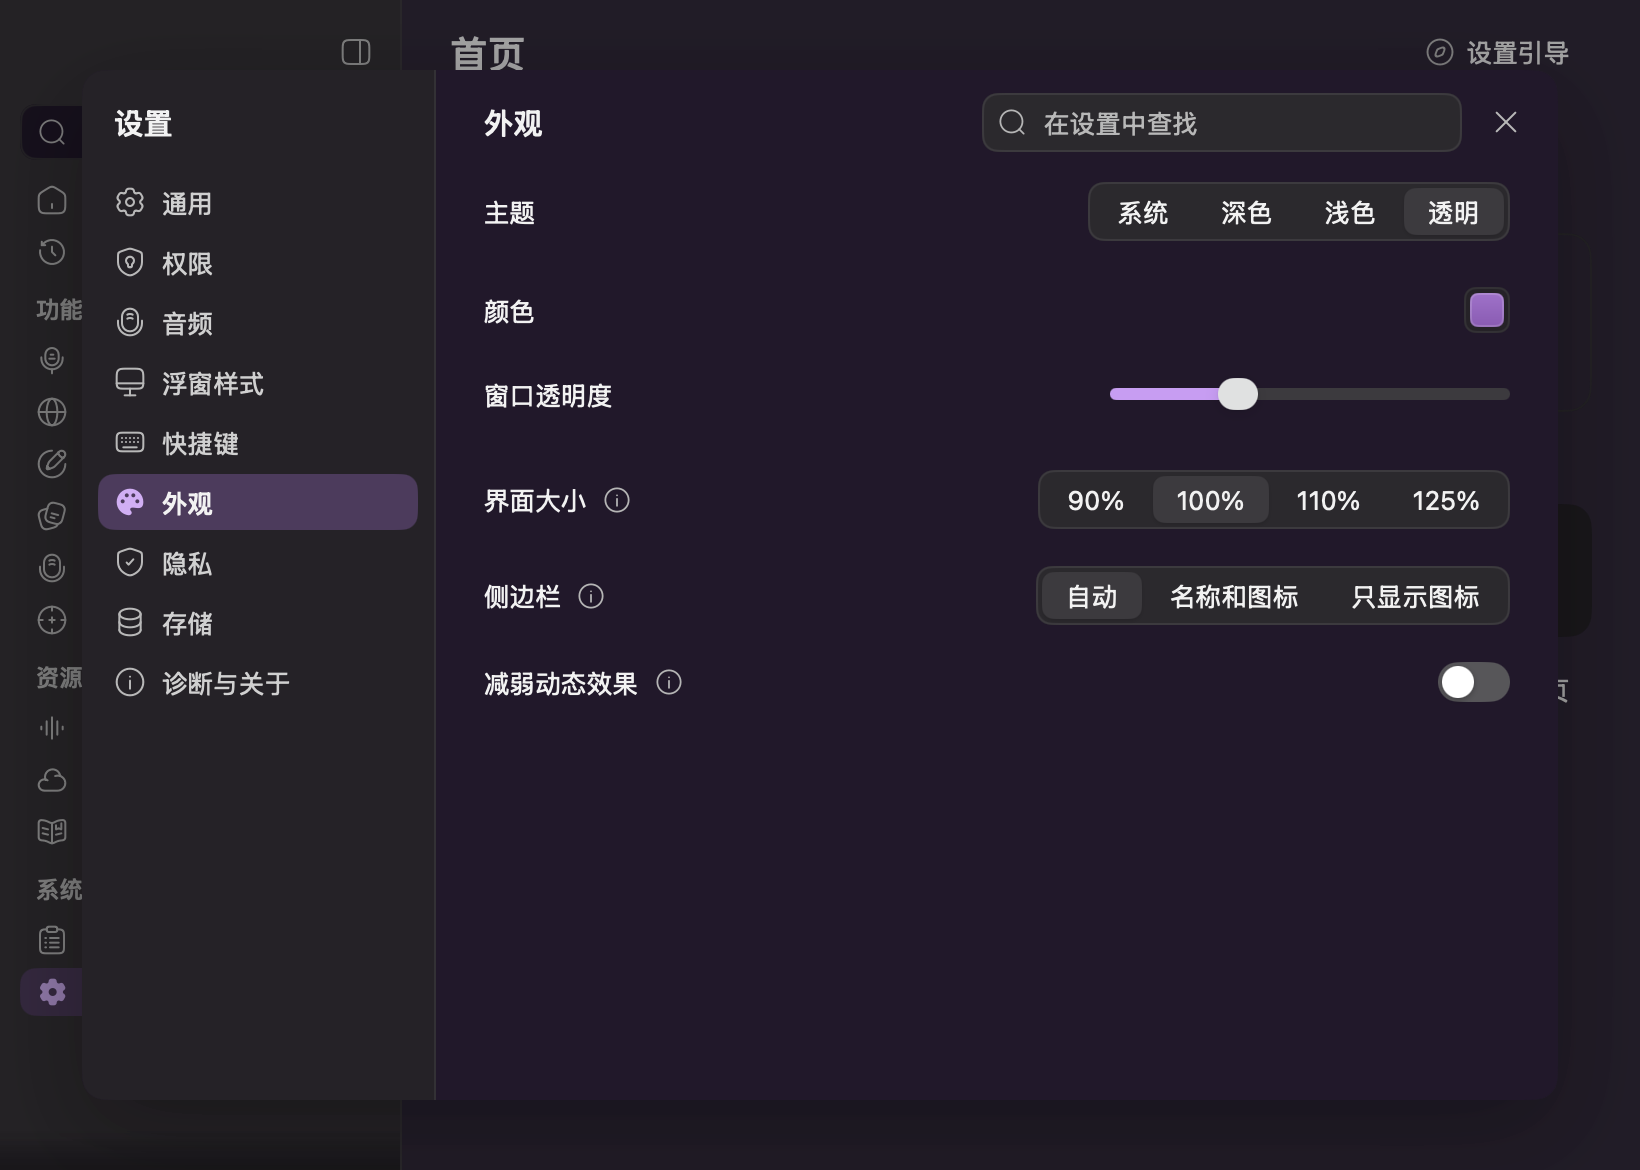 首页
设置引导
设置
外观
在设置中查找
通用
权限
音频
浮窗样式
快捷键
外观
隐私
存储
诊断与关于
主题
系统 深色 浅色 透明
颜色
窗口透明度
界面大小
90% 100% 110% 125%
侧边栏
自动 名称和图标 只显示图标
减弱动态效果
功能
资源
系统
页